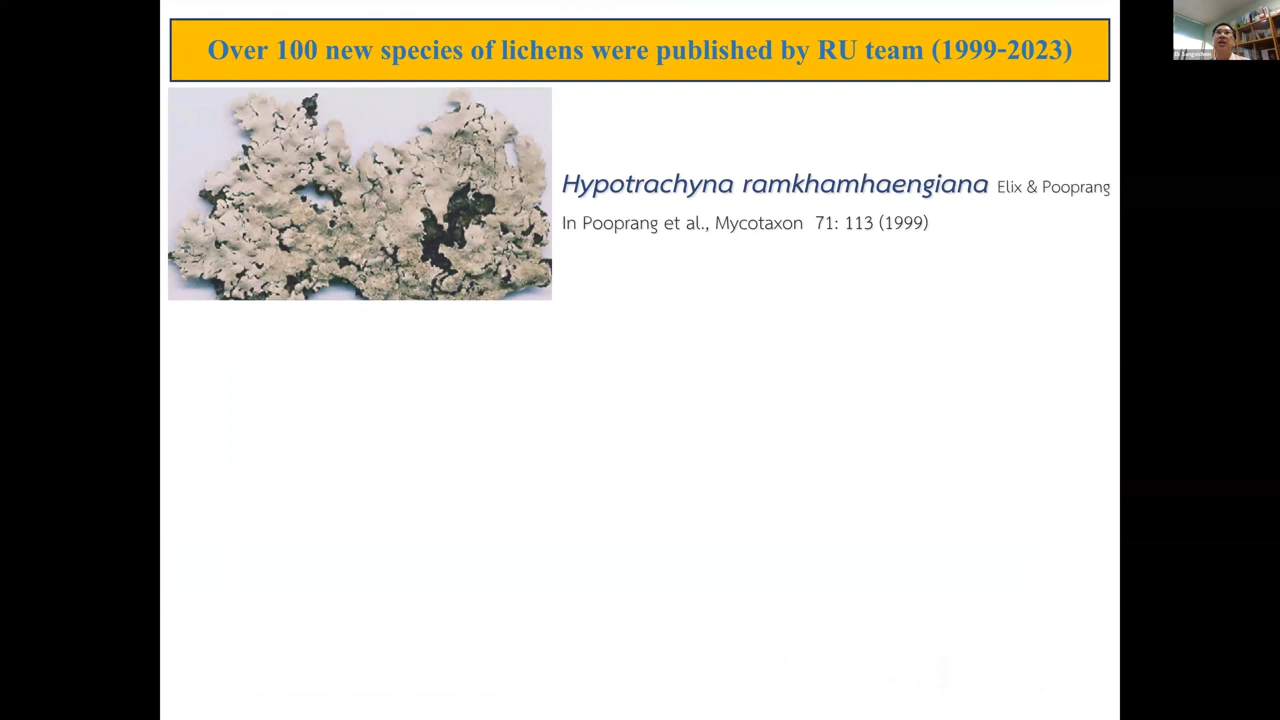 Over 100 new species of lichens were published by RU team (1999-2023)
Hypotrachyna ramkhamhaengiana Elix & Pooprang
In Pooprang et al., Mycotaxon 71: 113 (1999)